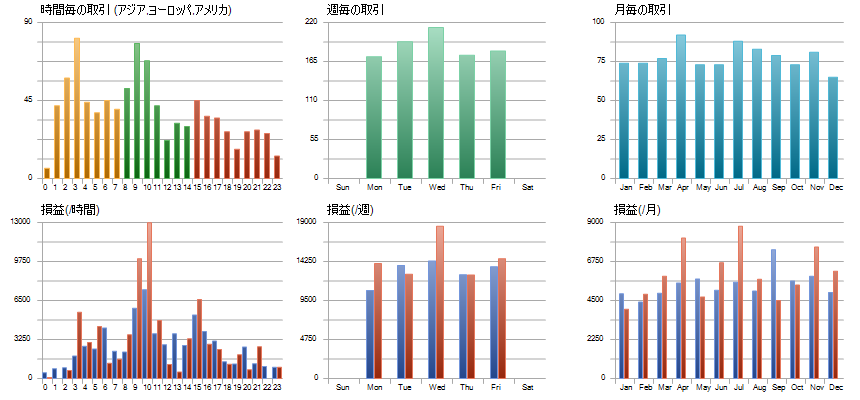 時間毎の取引 (アジア,ヨーロッパ,アメリカ)
90
45
0
0 1 2 3 4 5 6 7 8 9 10 11 12 13 14 15 16 17 18 19 20 21 22 23
週毎の取引
220
165
110
55
0
Sun Mon Tue Wed Thu Fri Sat
月毎の取引
100
75
50
25
0
Jan Feb Mar Apr May Jun Jul Aug Sep Oct Nov Dec
損益(/時間)
13000
9750
6500
3250
0
0 1 2 3 4 5 6 7 8 9 10 11 12 13 14 15 16 17 18 19 20 21 22 23
損益(/週)
19000
14250
9500
4750
0
Sun Mon Tue Wed Thu Fri Sat
損益(/月)
9000
6750
4500
2250
0
Jan Feb Mar Apr May Jun Jul Aug Sep Oct Nov Dec